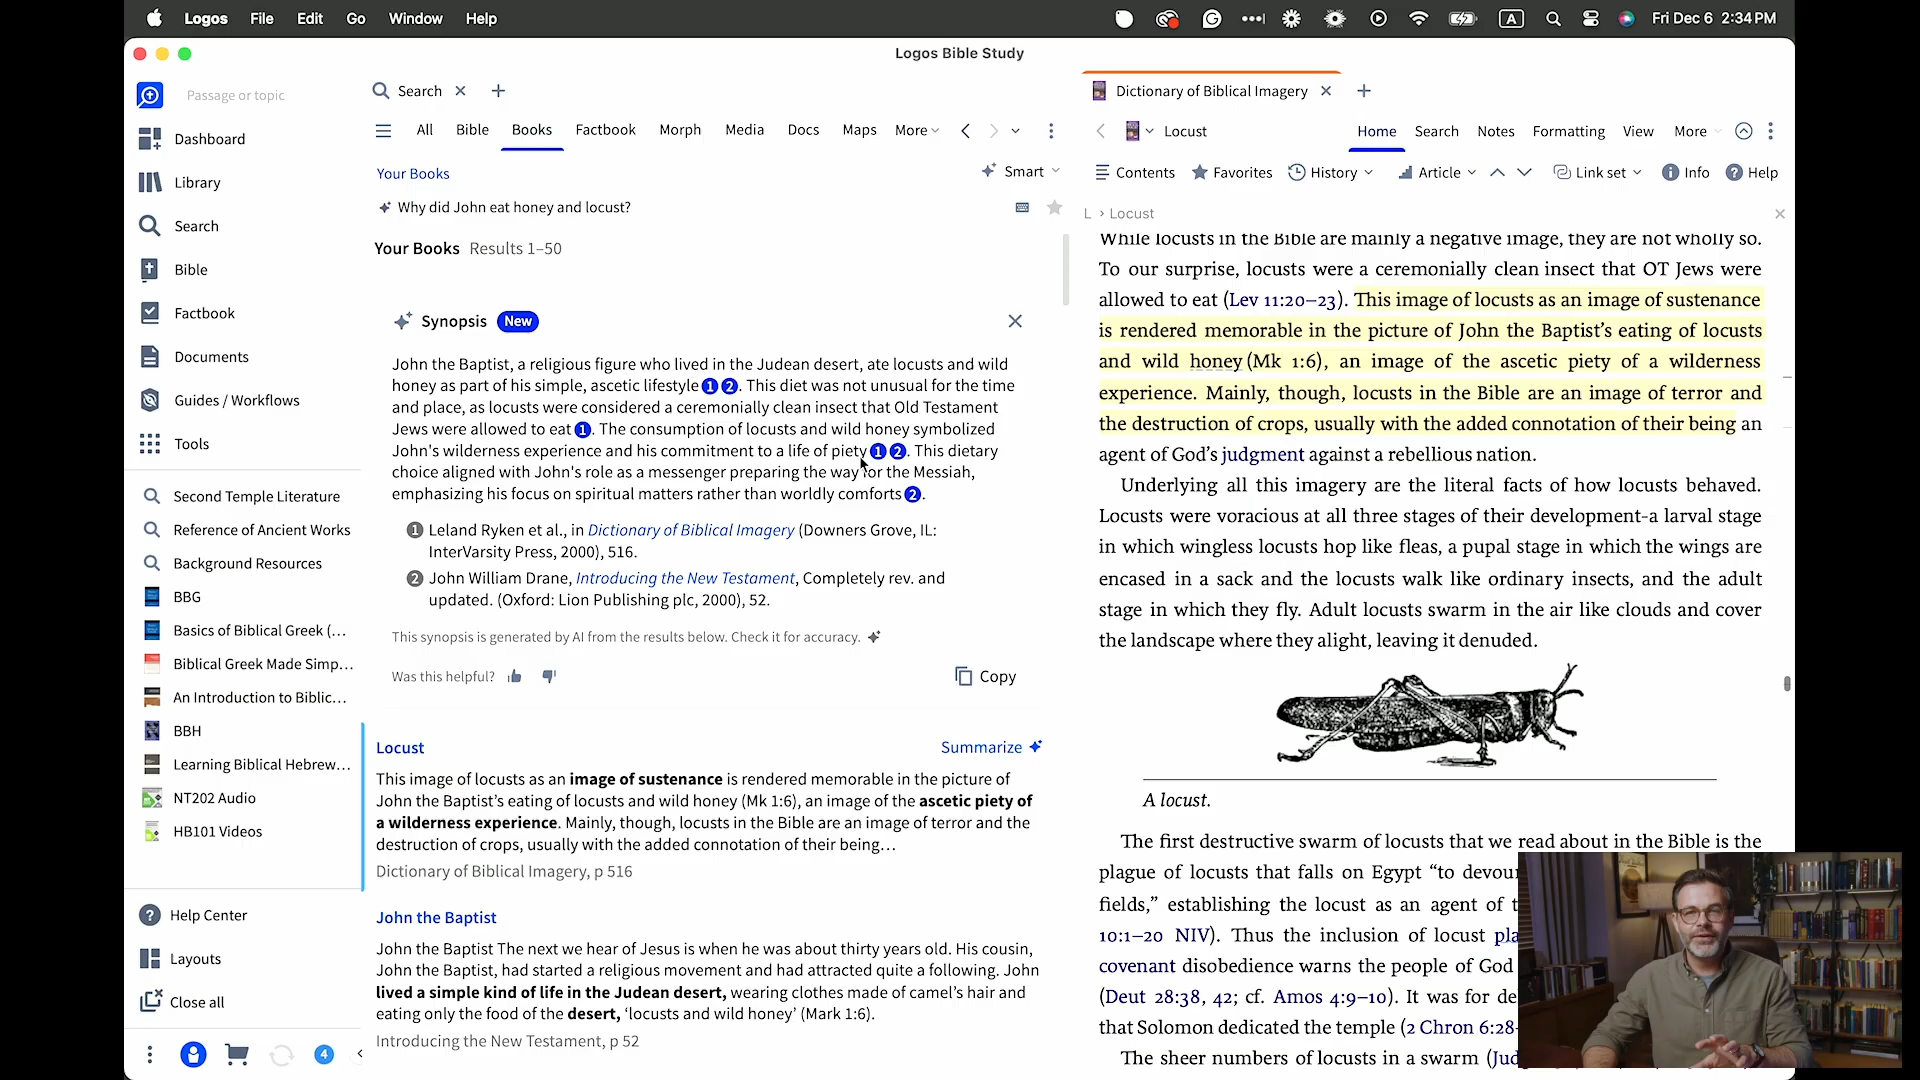 Logos File Edit Go Window Help
A Fri Dec 6 2:34 PM
Logos Bible Study
Passage or topic
Dashboard
Library
Search
Bible
Factbook
Documents
Guides / Workflows
Tools
Second Temple Literature
Reference of Ancient Works
Background Resources
BBG
Basics of Biblical Greek (…
Biblical Greek Made Simp…
An Introduction to Biblic…
BBH
Learning Biblical Hebrew…
NT202 Audio
HB101 Videos
Help Center
Layouts
Close all
4
Search
All Bible Books Factbook Morph Media Docs Maps More
Your Books
Smart
Why did John eat honey and locust?
Your Books Results 1–50
Synopsis New
John the Baptist, a religious figure who lived in the Judean desert, ate locusts and wild
honey as part of his simple, ascetic lifestyle 1 2. This diet was not unusual for the time
and place, as locusts were considered a ceremonially clean insect that Old Testament
Jews were allowed to eat 1. The consumption of locusts and wild honey symbolized
John's wilderness experience and his commitment to a life of piety 1 2. This dietary
choice aligned with John's role as a messenger preparing the way for the Messiah,
emphasizing his focus on spiritual matters rather than worldly comforts 2.
1 Leland Ryken et al., in Dictionary of Biblical Imagery (Downers Grove, IL:
InterVarsity Press, 2000), 516.
2 John William Drane, Introducing the New Testament, Completely rev. and
updated. (Oxford: Lion Publishing plc, 2000), 52.
This synopsis is generated by AI from the results below. Check it for accuracy.
Was this helpful?
Copy
Locust
Summarize
This image of locusts as an image of sustenance is rendered memorable in the picture of
John the Baptist’s eating of locusts and wild honey (Mk 1:6), an image of the ascetic piety of
a wilderness experience. Mainly, though, locusts in the Bible are an image of terror and the
destruction of crops, usually with the added connotation of their being…
Dictionary of Biblical Imagery, p 516
John the Baptist
John the Baptist The next we hear of Jesus is when he was about thirty years old. His cousin,
John the Baptist, had started a religious movement and had attracted quite a following. John
lived a simple kind of life in the Judean desert, wearing clothes made of camel’s hair and
eating only the food of the desert, ‘locusts and wild honey’ (Mark 1:6).
Introducing the New Testament, p 52
Dictionary of Biblical Imagery
Locust
Home Search Notes Formatting View More
Contents Favorites History Article Link set Info Help
L › Locust
While locusts in the Bible are mainly a negative image, they are not wholly so.
To our surprise, locusts were a ceremonially clean insect that OT Jews were
allowed to eat (Lev 11:20–23). This image of locusts as an image of sustenance
is rendered memorable in the picture of John the Baptist’s eating of locusts
and wild honey (Mk 1:6), an image of the ascetic piety of a wilderness
experience. Mainly, though, locusts in the Bible are an image of terror and
the destruction of crops, usually with the added connotation of their being an
agent of God’s judgment against a rebellious nation.
Underlying all this imagery are the literal facts of how locusts behaved.
Locusts were voracious at all three stages of their development-a larval stage
in which wingless locusts hop like fleas, a pupal stage in which the wings are
encased in a sack and the locusts walk like ordinary insects, and the adult
stage in which they fly. Adult locusts swarm in the air like clouds and cover
the landscape where they alight, leaving it denuded.
A locust.
The first destructive swarm of locusts that we read about in the Bible is the
plague of locusts that falls on Egypt “to devou
fields,” establishing the locust as an agent of t
10:1–20 NIV). Thus the inclusion of locust pla
covenant disobedience warns the people of God
(Deut 28:38, 42; cf. Amos 4:9–10). It was for de
that Solomon dedicated the temple (2 Chron 6:28-
The sheer numbers of locusts in a swarm (Jud